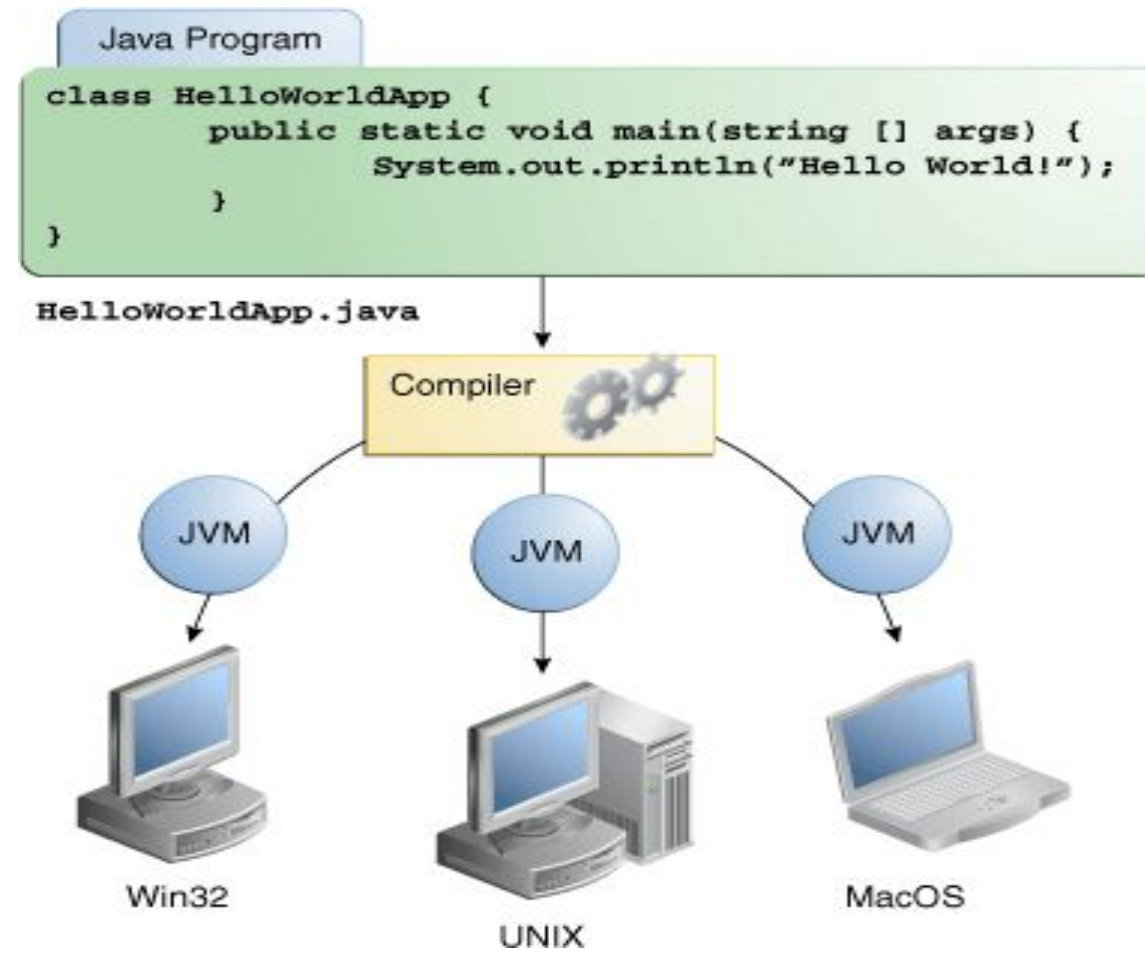 Java Program
class HelloWorldApp {
public static void main(string [] args) {
System.out.println(”Hello World!”);
}
}
HelloWorldApp.java
Compiler
JVM
JVM
JVM
Win32
UNIX
MacOS